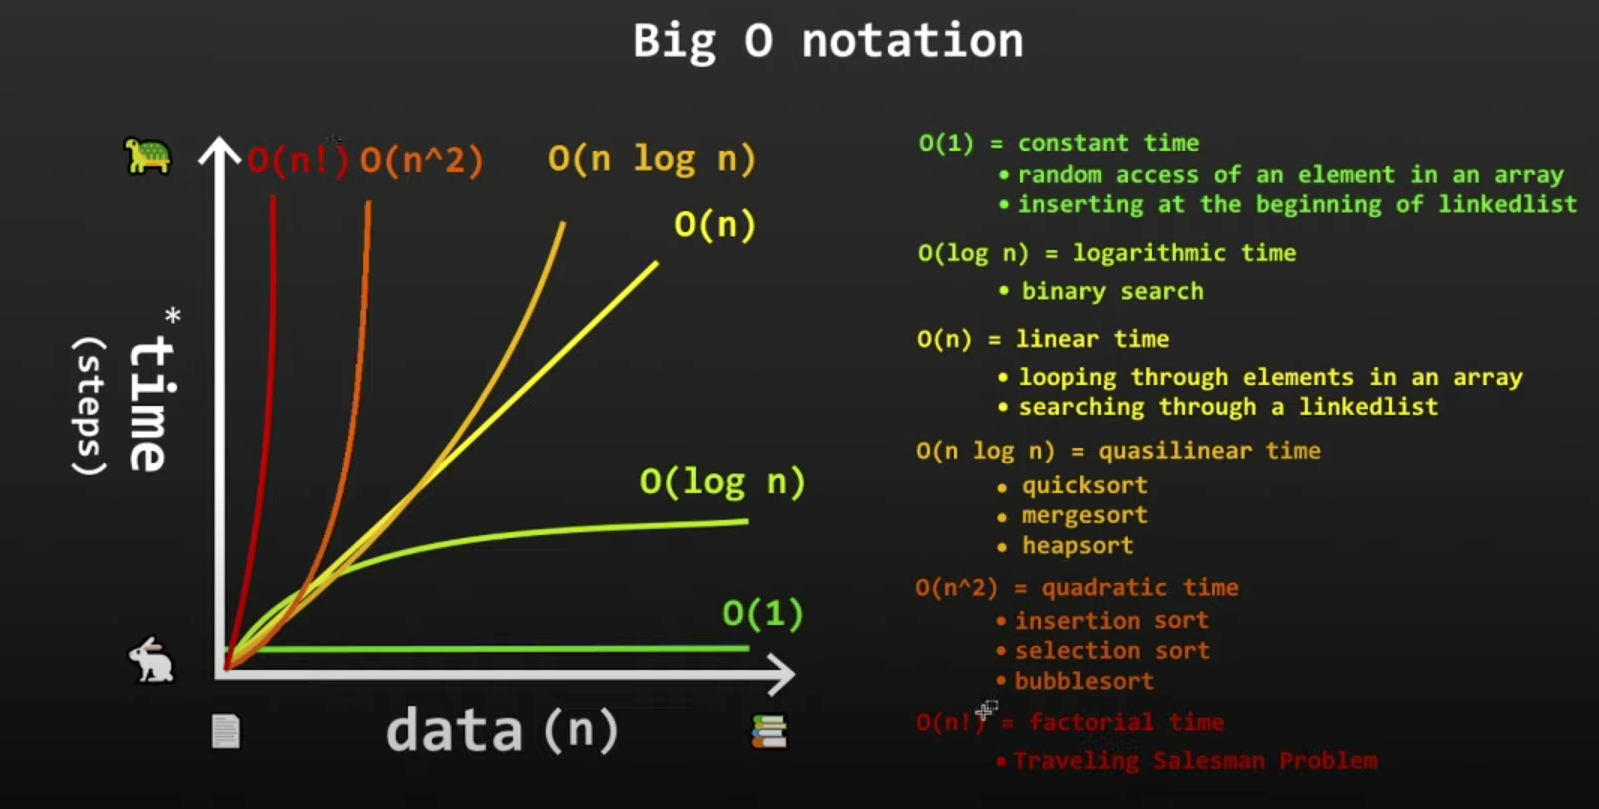 Big O notation
O(n!)
O(n^2)
O(n log n)
O(n)
O(log n)
O(1)
*time
(steps)
data (n)
O(1) = constant time
• random access of an element in an array
• inserting at the beginning of linkedlist
O(log n) = logarithmic time
• binary search
O(n) = linear time
• looping through elements in an array
• searching through a linkedlist
O(n log n) = quasilinear time
• quicksort
• mergesort
• heapsort
O(n^2) = quadratic time
• insertion sort
• selection sort
• bubblesort
O(n!) = factorial time
• Traveling Salesman Problem